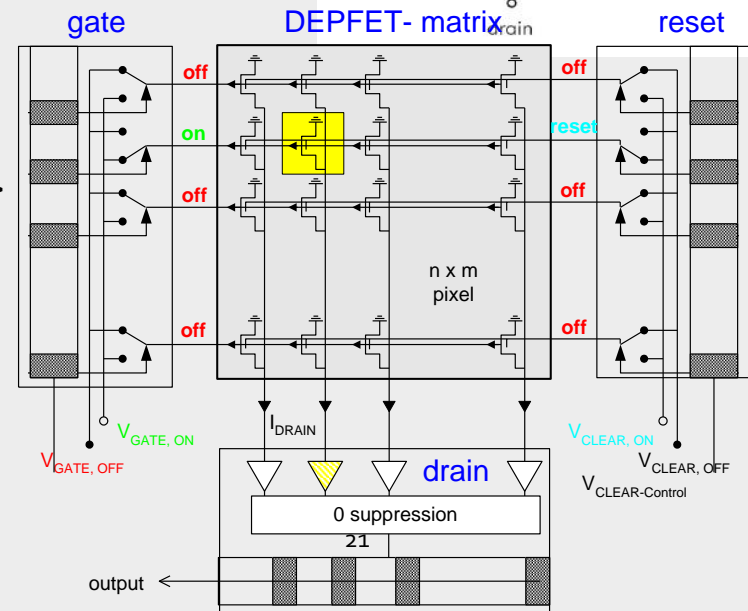 gate
DEPFET- matrix
reset
8
drain
off
off
on
reset
off
off
n x m
pixel
off
off
V GATE, ON
V GATE, OFF
I DRAIN
V CLEAR, ON
V CLEAR, OFF
V CLEAR-Control
drain
0 suppression
21
output